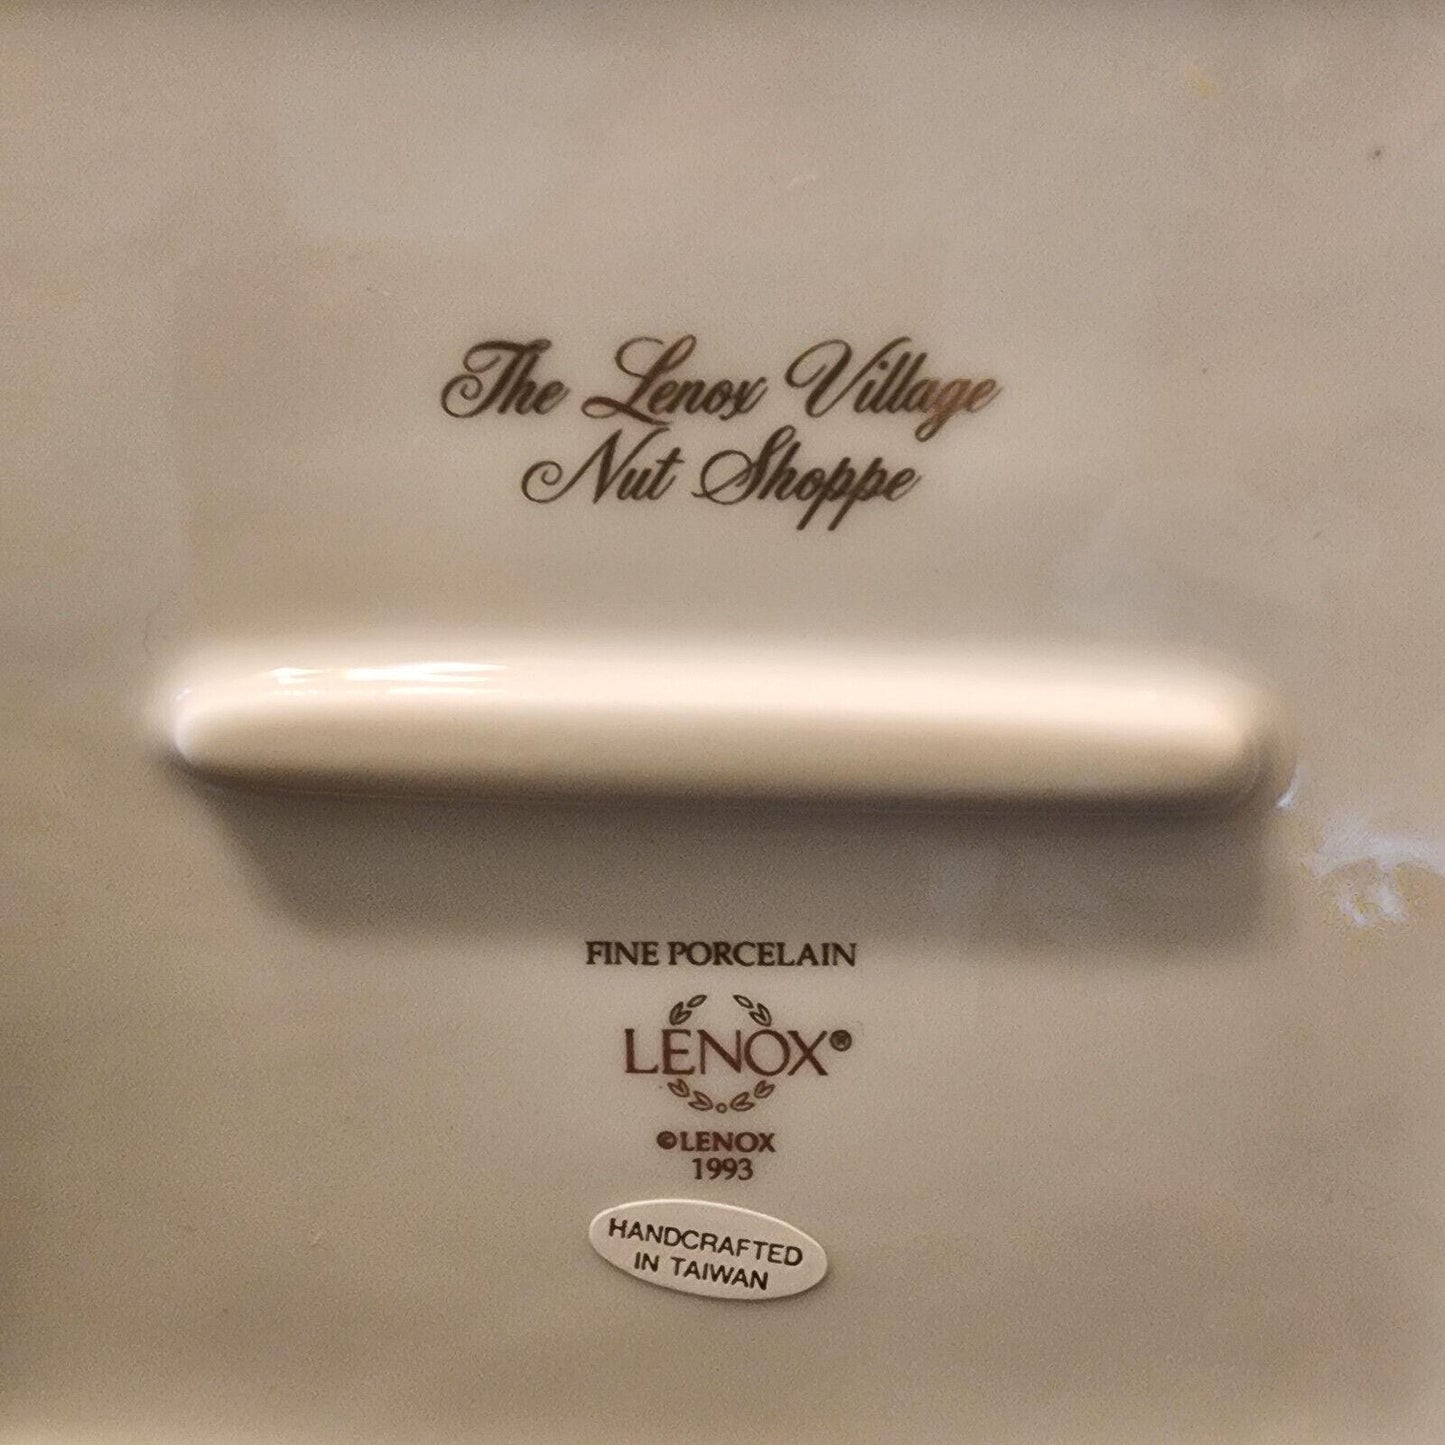 The Lenox Village
Nut Shoppe
FINE PORCELAIN
LENOX®
©LENOX
1993
HANDCRAFTED
IN TAIWAN